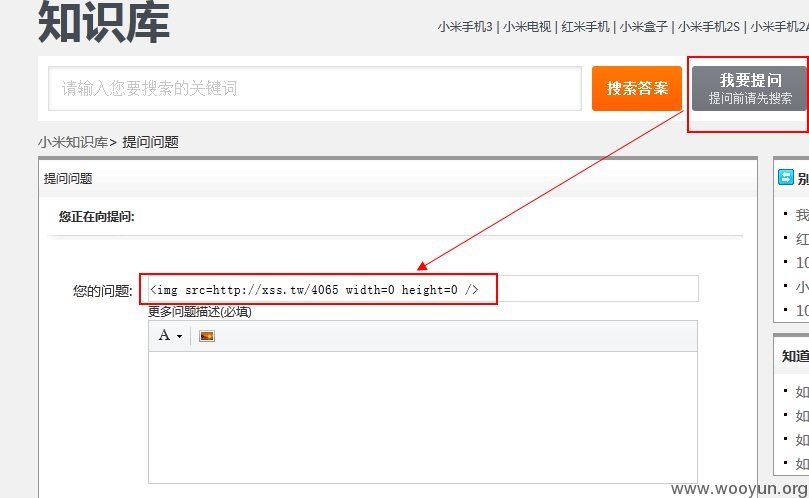 知识库
小米手机3 | 小米电视 | 红米手机 | 小米盒子 | 小米手机2S | 小米手机2A
请输入您要搜索的关键词
搜索答案
我要提问
提问前请先搜索
小米知识库> 提问问题
提问问题
您正在向提问:
您的问题:
<img src=http://xss.tw/4065 width=0 height=0 />
更多问题描述(必填)
A
别
我
红
10
小
10
知道
如
如
如
如
www.wooyun.org